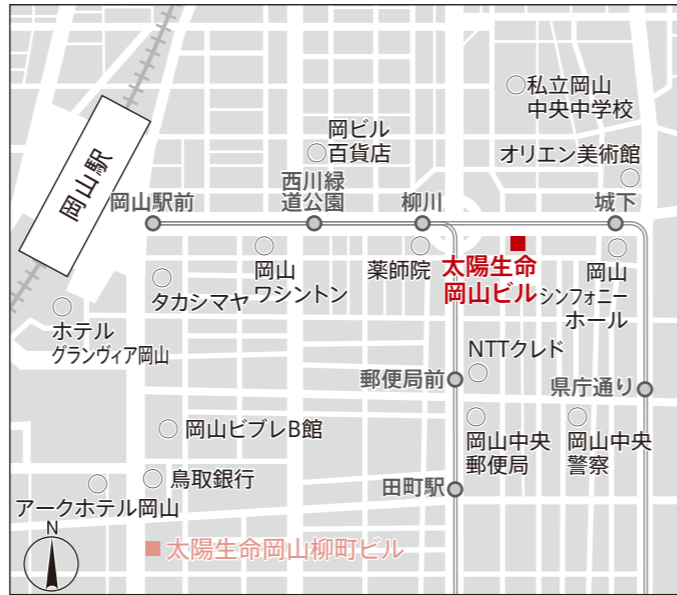 私立岡山
中央中学校
岡ビル
百貨店
オリエン美術館
岡山駅
西川緑
道公園
岡山駅前
柳川
城下
岡山
ワシントン
薬師院
太陽生命
岡山ビル
岡山
シンフォニー
ホール
タカシマヤ
ホテル
グランヴィア岡山
NTTクレド
郵便局前
県庁通り
岡山ビブレB館
岡山中央
郵便局
岡山中央
警察
鳥取銀行
田町駅
アークホテル岡山
N
太陽生命岡山柳町ビル